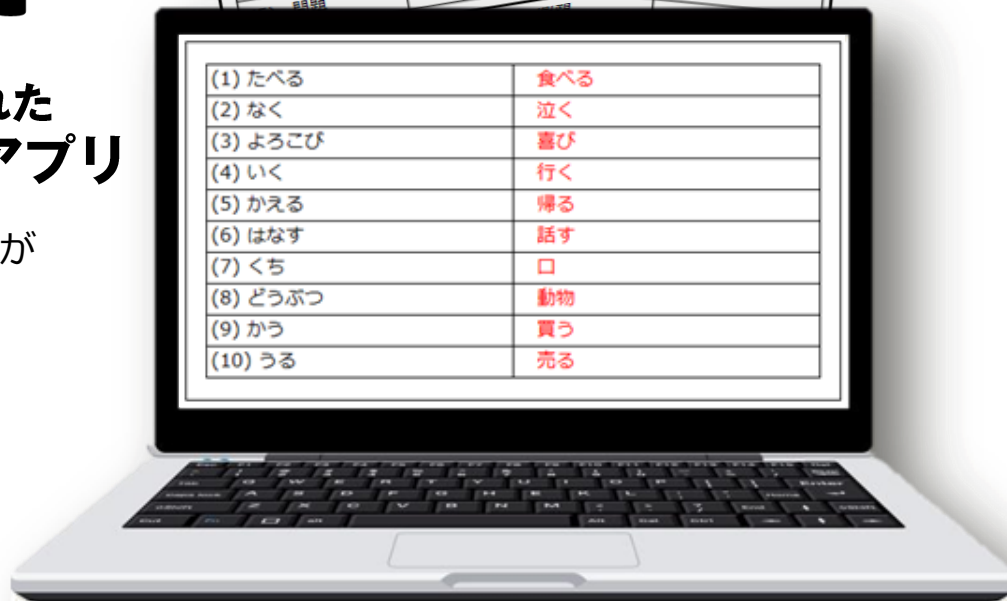 れた
アプリ
が
問題
(1) たべる 食べる
(2) なく 泣く
(3) よろこび 喜び
(4) いく 行く
(5) かえる 帰る
(6) はなす 話す
(7) くち 口
(8) どうぶつ 動物
(9) かう 買う
(10) うる 売る